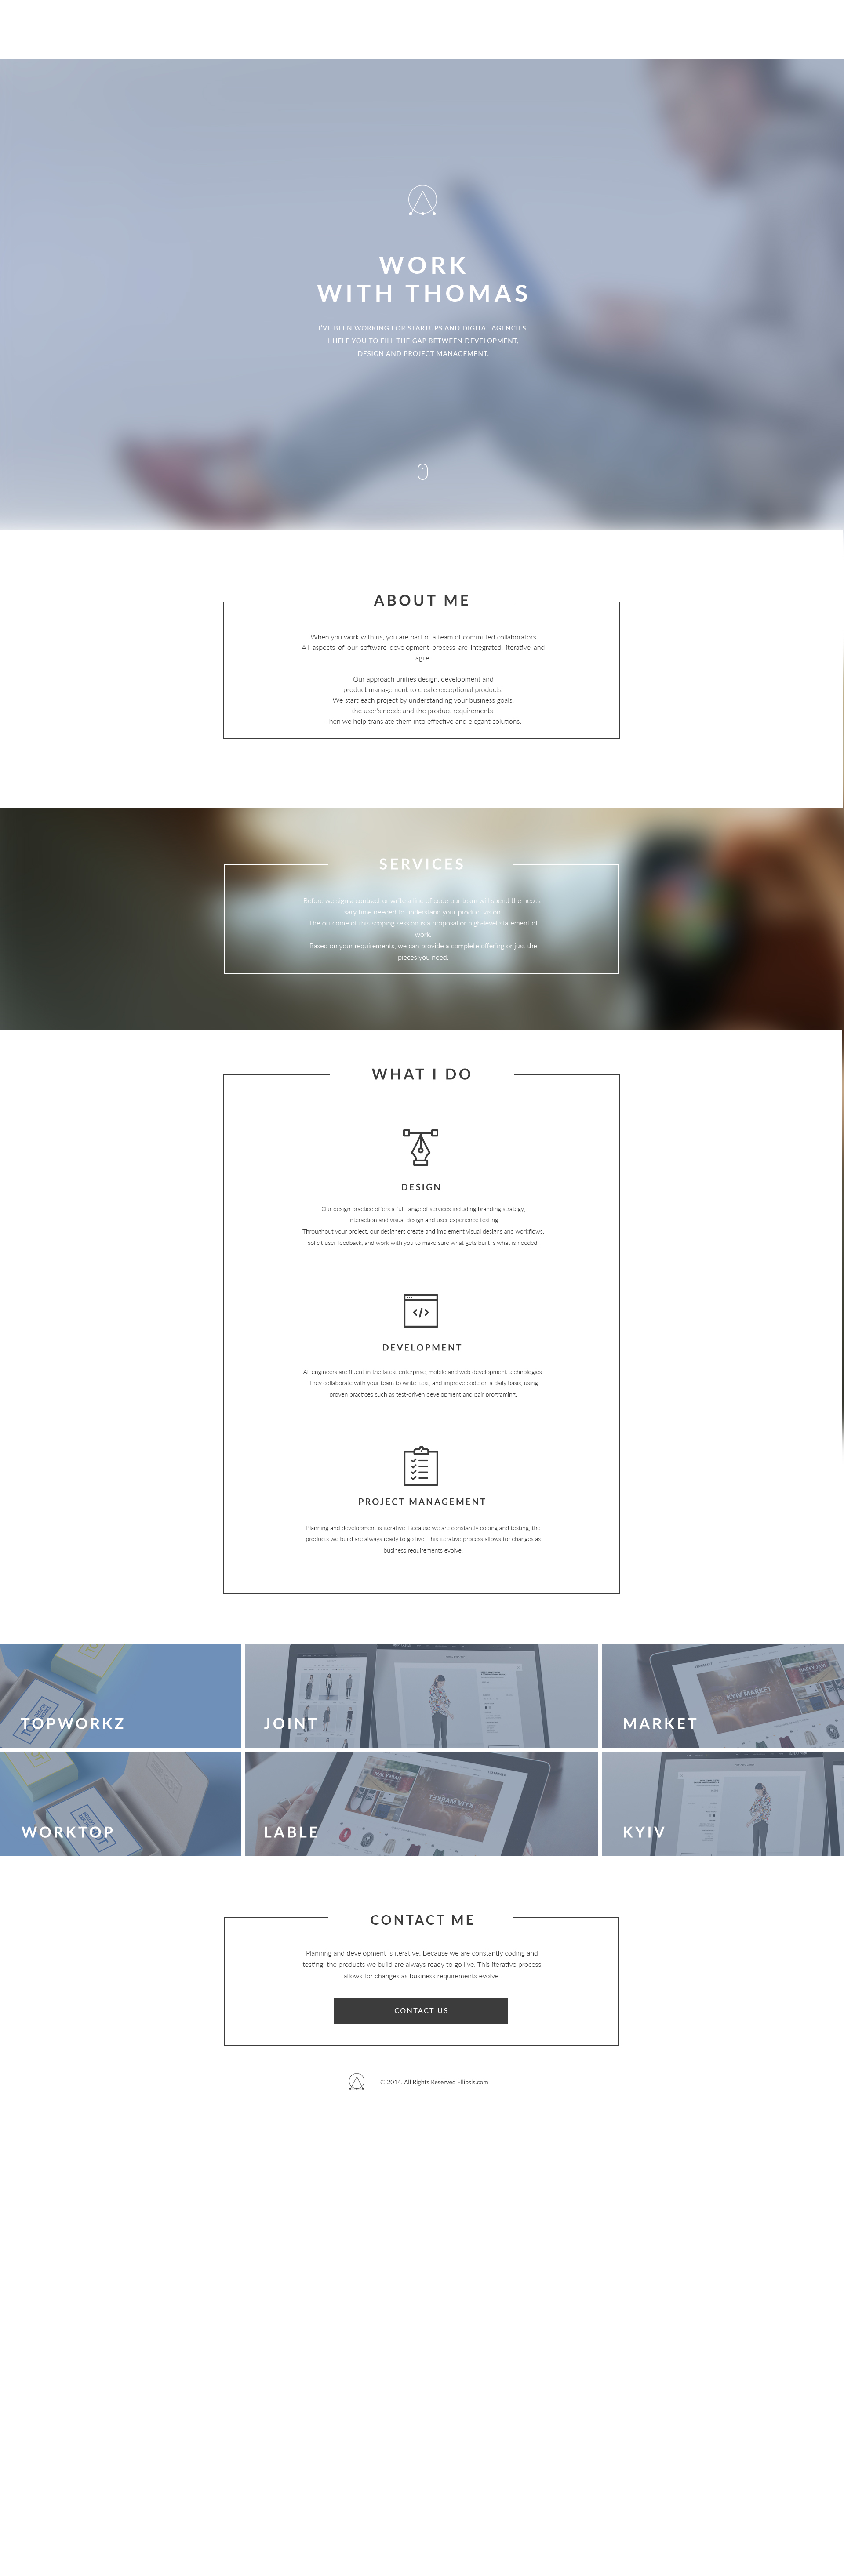 WORK
WITH THOMAS
I'VE BEEN WORKING FOR STARTUPS AND DIGITAL AGENCIES.
I HELP YOU TO FILL THE GAP BETWEEN DEVELOPMENT,
DESIGN AND PROJECT MANAGEMENT.
ABOUT ME
When you work with us, you are part of a team of committed collaborators.
All aspects of our software development process are integrated, iterative and
agile.
Our approach unifies design, development and
product management to create exceptional products.
We start each project by understanding your business goals,
the user's needs and the product requirements.
Then we help translate them into effective and elegant solutions.
SERVICES
Before we sign a contract or write a line of code our team will spend the neces-
sary time needed to understand your product vision.
The outcome of this scoping session is a proposal or high-level statement of
work.
Based on your requirements, we can provide a complete offering or just the
pieces you need.
WHAT I DO
DESIGN
Our design practice offers a full range of services including branding strategy,
interaction and visual design and user experience testing.
Throughout your project, our designers create and implement visual designs and workflows,
solicit user feedback, and work with you to make sure what gets built is what is needed.
DEVELOPMENT
All engineers are fluent in the latest enterprise, mobile and web development technologies.
They collaborate with your team to write, test, and improve code on a daily basis, using
proven practices such as test-driven development and pair programing.
PROJECT MANAGEMENT
Planning and development is iterative. Because we are constantly coding and testing, the
products we build are always ready to go live. This iterative process allows for changes as
business requirements evolve.
TOPWORKZ
JOINT
MARKET
KYIV MARKET
HAPPY JAW
WORKTOP
LABLE
KYIV
CONTACT ME
Planning and development is iterative. Because we are constantly coding and
testing, the products we build are always ready to go live. This iterative process
allows for changes as business requirements evolve.
CONTACT US
© 2014. All Rights Reserved Ellipsis.com